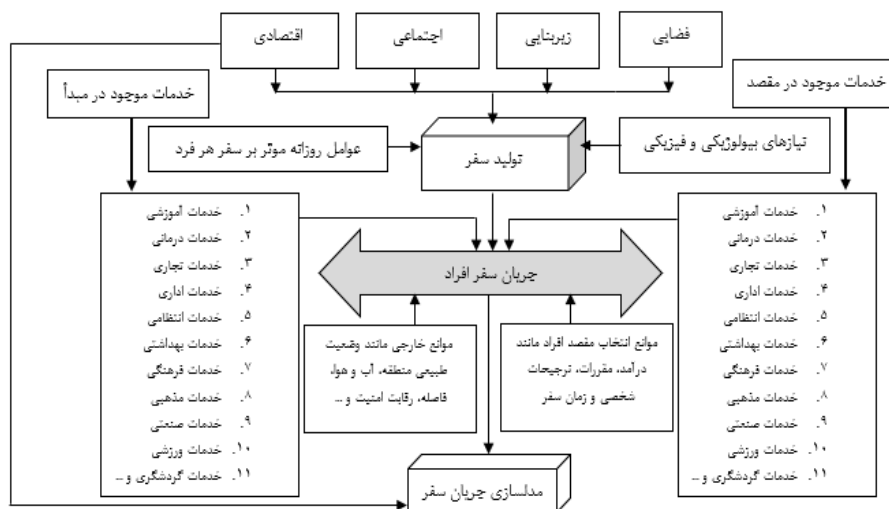 فضایی
زیربنایی
اجتماعی
اقتصادی
خدمات موجود در مقصد
خدمات موجود در مبدأ
نیازهای بیولوژیکی و فیزیکی
تولید سفر
عوامل روزانه موثر بر سفر هر فرد
۱. خدمات آموزشی
۲. خدمات درمانی
۳. خدمات تجاری
۴. خدمات اداری
۵. خدمات انتظامی
۶. خدمات بهداشتی
۷. خدمات فرهنگی
۸. خدمات مذهبی
۹. خدمات صنعتی
۱۰. خدمات ورزشی
۱۱. خدمات گردشگری و ...
جریان سفر افراد
موانع انتخاب مقصد افراد مانند
درآمد، مقررات، ترجیحات
شخصی و زمان سفر
موانع خارجی مانند وضعیت
طبیعی منطقه، آب و هوا،
فاصله، رقابت امنیت و ...
۱. خدمات آموزشی
۲. خدمات درمانی
۳. خدمات تجاری
۴. خدمات اداری
۵. خدمات انتظامی
۶. خدمات بهداشتی
۷. خدمات فرهنگی
۸. خدمات مذهبی
۹. خدمات صنعتی
۱۰. خدمات ورزشی
۱۱. خدمات گردشگری و ...
مدلسازی جریان سفر